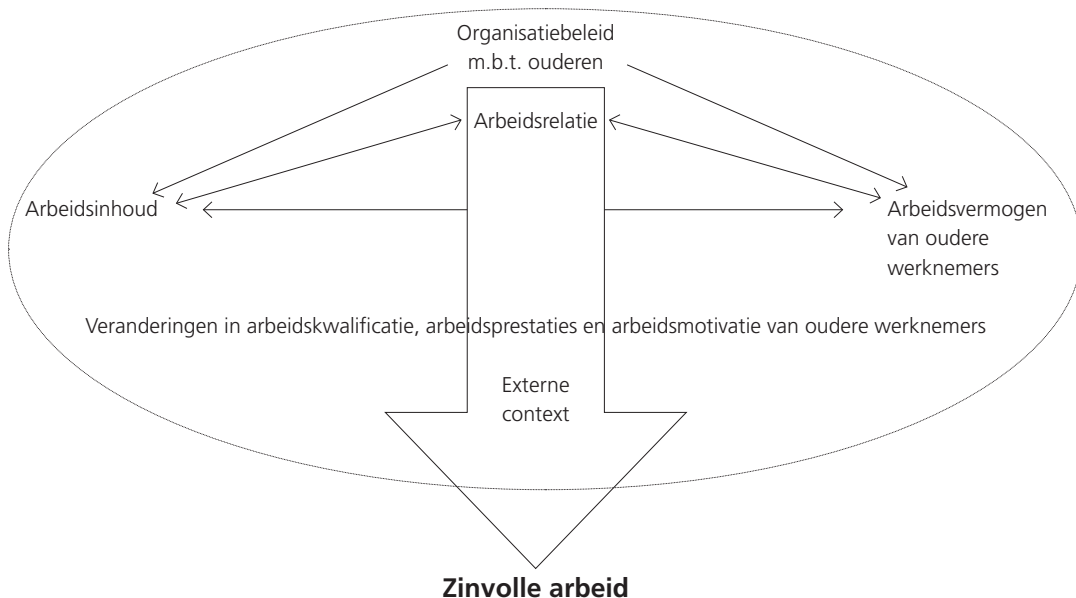 Organisatiebeleid
m.b.t. ouderen
Arbeidsrelatie
Arbeidsinhoud
Arbeidsvermogen
van oudere
werknemers
Veranderingen in arbeidskwalificatie, arbeidsprestaties en arbeidsmotivatie van oudere werknemers
Externe
context
Zinvolle arbeid